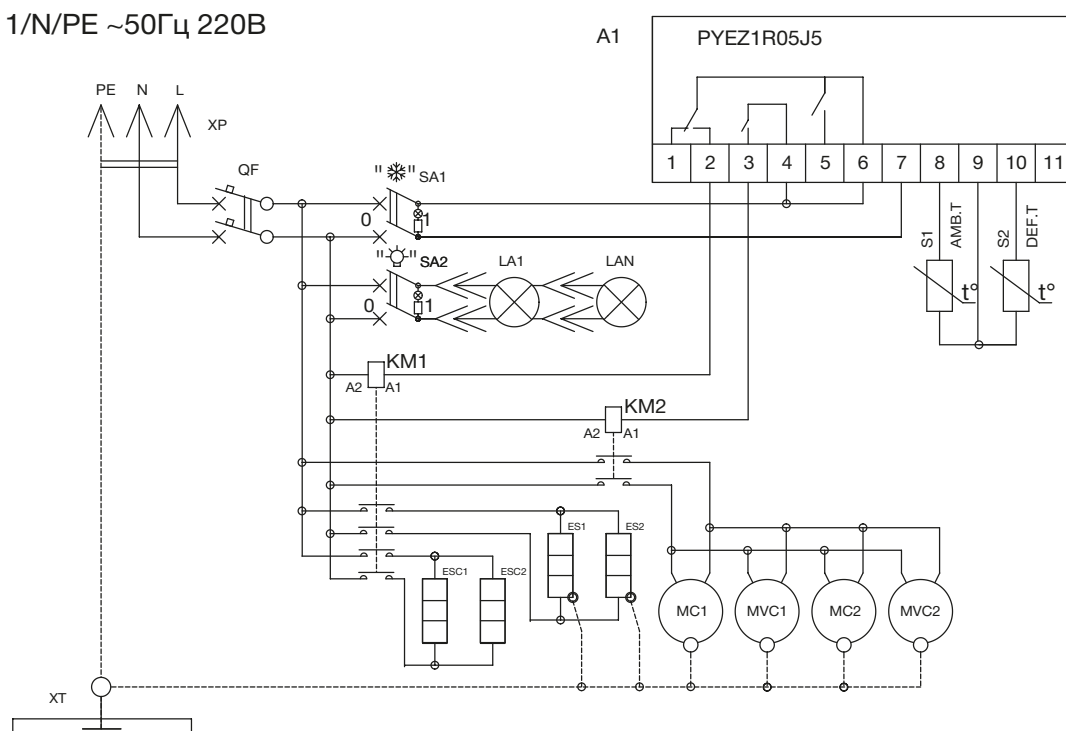 1/N/PE ~50Гц 220В
A1
PYEZ1R05J5
PE N L
XP
1 2 3 4 5 6 7 8 9 10 11
QF
" " SA1
0 1
" " SA2
0 1
LA1
LAN
S1
AMB.T
S2
DEF.T
t°
t°
KM1
A2 A1
KM2
A2 A1
ES1
ES2
ESC1
ESC2
MC1
MVC1
MC2
MVC2
XT